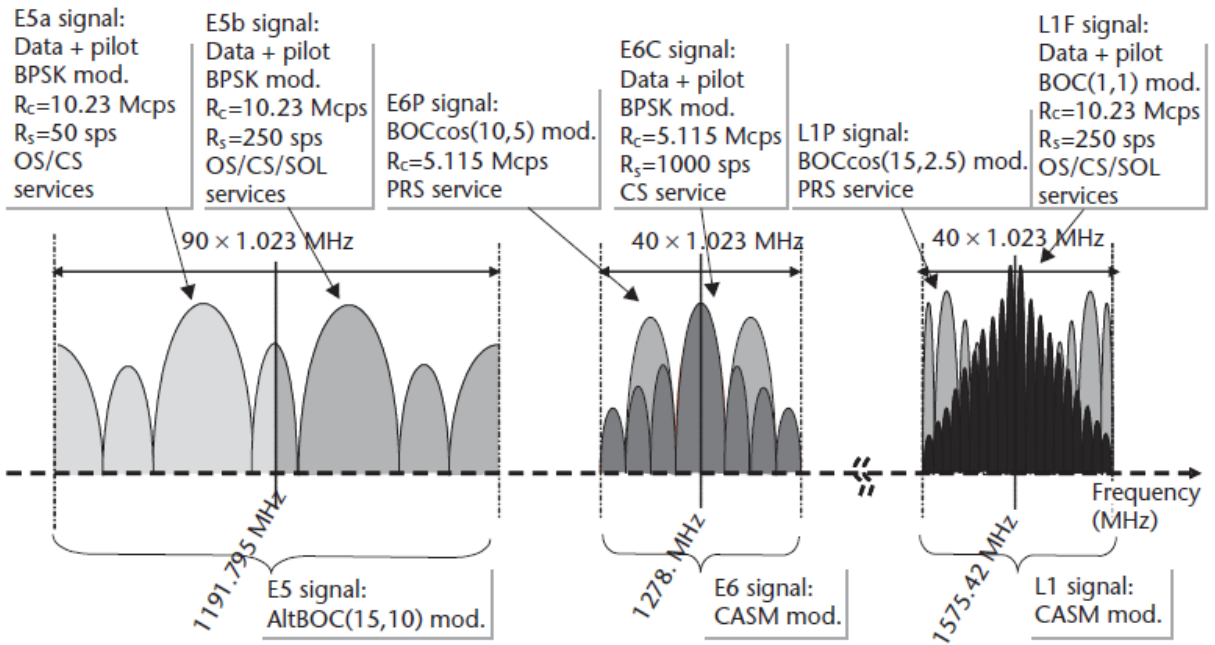 E5a signal:
Data + pilot
BPSK mod.
Rc=10.23 Mcps
Rs=50 sps
OS/CS
services
E5b signal:
Data + pilot
BPSK mod.
Rc=10.23 Mcps
Rs=250 sps
OS/CS/SOL
services
E6P signal:
BOCcos(10,5) mod.
Rc=5.115 Mcps
PRS service
E6C signal:
Data + pilot
BPSK mod.
Rc=5.115 Mcps
Rs=1000 sps
CS service
L1P signal:
BOCcos(15,2.5) mod.
PRS service
L1F signal:
Data + pilot
BOC(1,1) mod.
Rc=10.23 Mcps
Rs=250 sps
OS/CS/SOL
services
90 × 1.023 MHz
40 × 1.023 MHz
40 × 1.023 MHz
Frequency
(MHz)
1191.795 MHz
1278. MHz
1575.42 MHz
E5 signal:
AltBOC(15,10) mod.
E6 signal:
CASM mod.
L1 signal:
CASM mod.